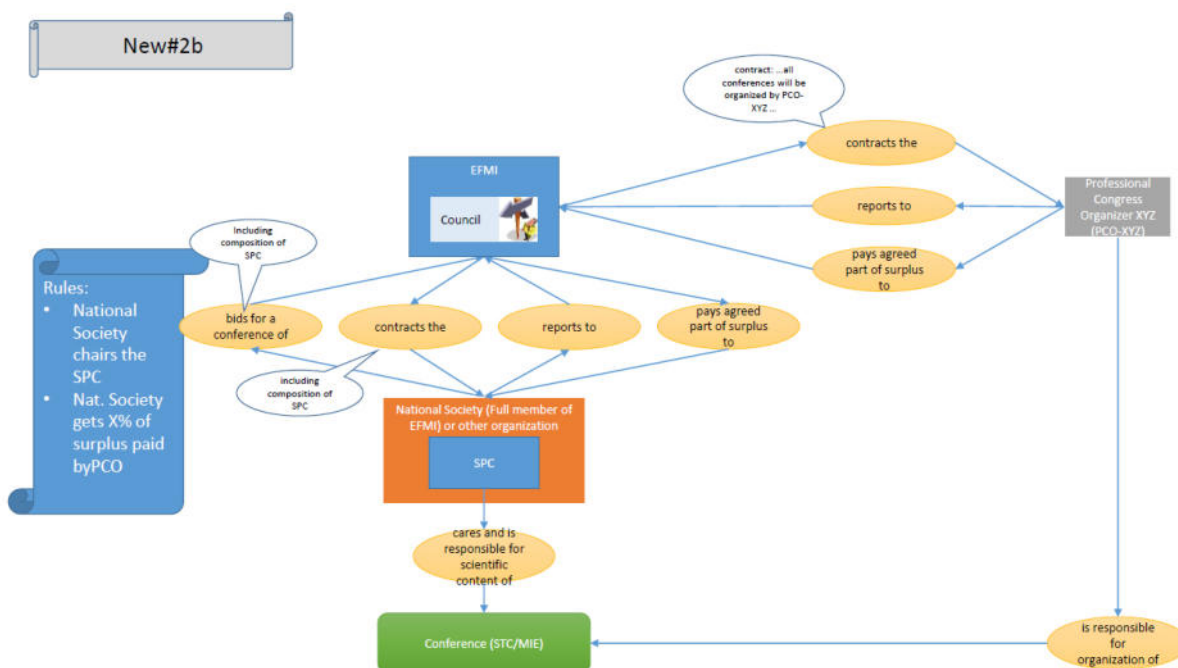 New#2b
contract: ...all
conferences will be
organized by PCO-
XYZ ...
contracts the
EFMI
Council
Professional
Congress
Organizer XYZ
(PCO-XYZ)
reports to
pays agreed
part of surplus
to
Including
composition of
SPC
Rules:
• National
Society
chairs the
SPC
• Nat. Society
gets X% of
surplus paid
byPCO
bids for a
conference of
contracts the
reports to
pays agreed
part of surplus
to
including
composition of
SPC
National Society (Full member of
EFMI) or other organization
SPC
cares and is
responsible for
scientific
content of
Conference (STC/MIE)
is responsible
for
organization of